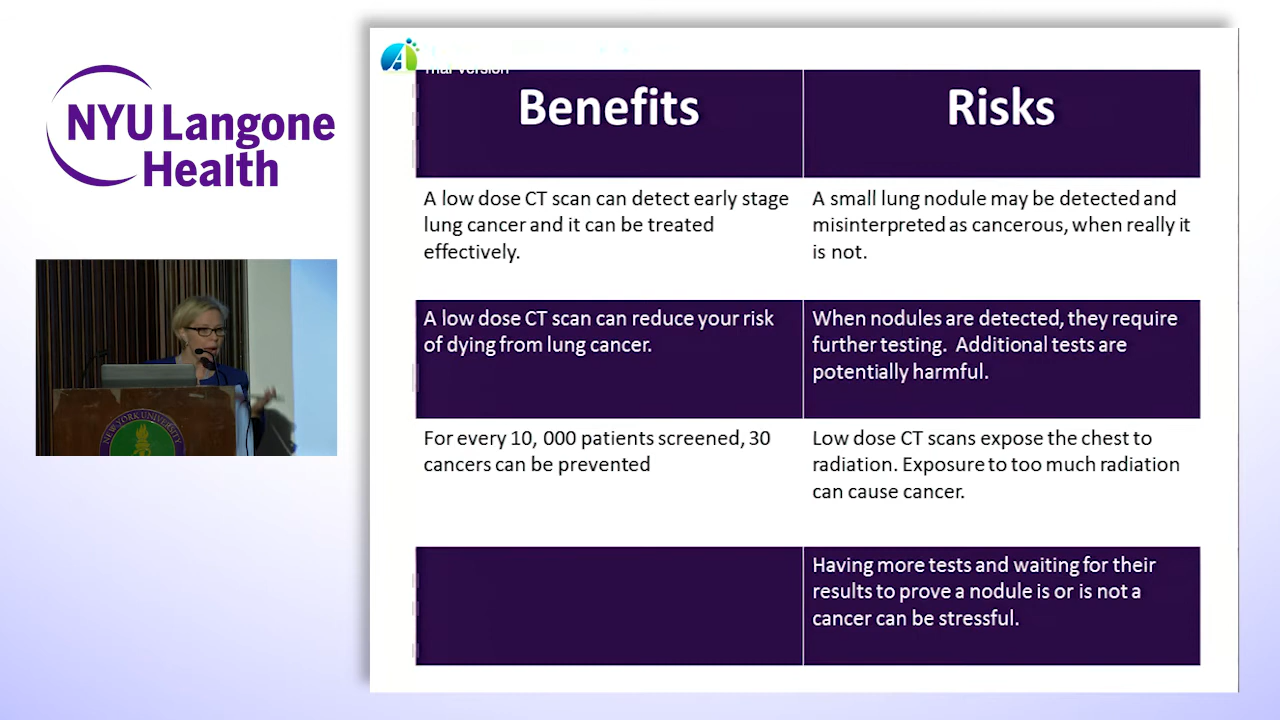 NYU Langone
Health
NEW YORK UNIVERSITY
Trial Version
Benefits
Risks
A low dose CT scan can detect early stage
lung cancer and it can be treated
effectively.
A small lung nodule may be detected and
misinterpreted as cancerous, when really it
is not.
A low dose CT scan can reduce your risk
of dying from lung cancer.
When nodules are detected, they require
further testing.  Additional tests are
potentially harmful.
For every 10, 000 patients screened, 30
cancers can be prevented
Low dose CT scans expose the chest to
radiation. Exposure to too much radiation
can cause cancer.
Having more tests and waiting for their
results to prove a nodule is or is not a
cancer can be stressful.